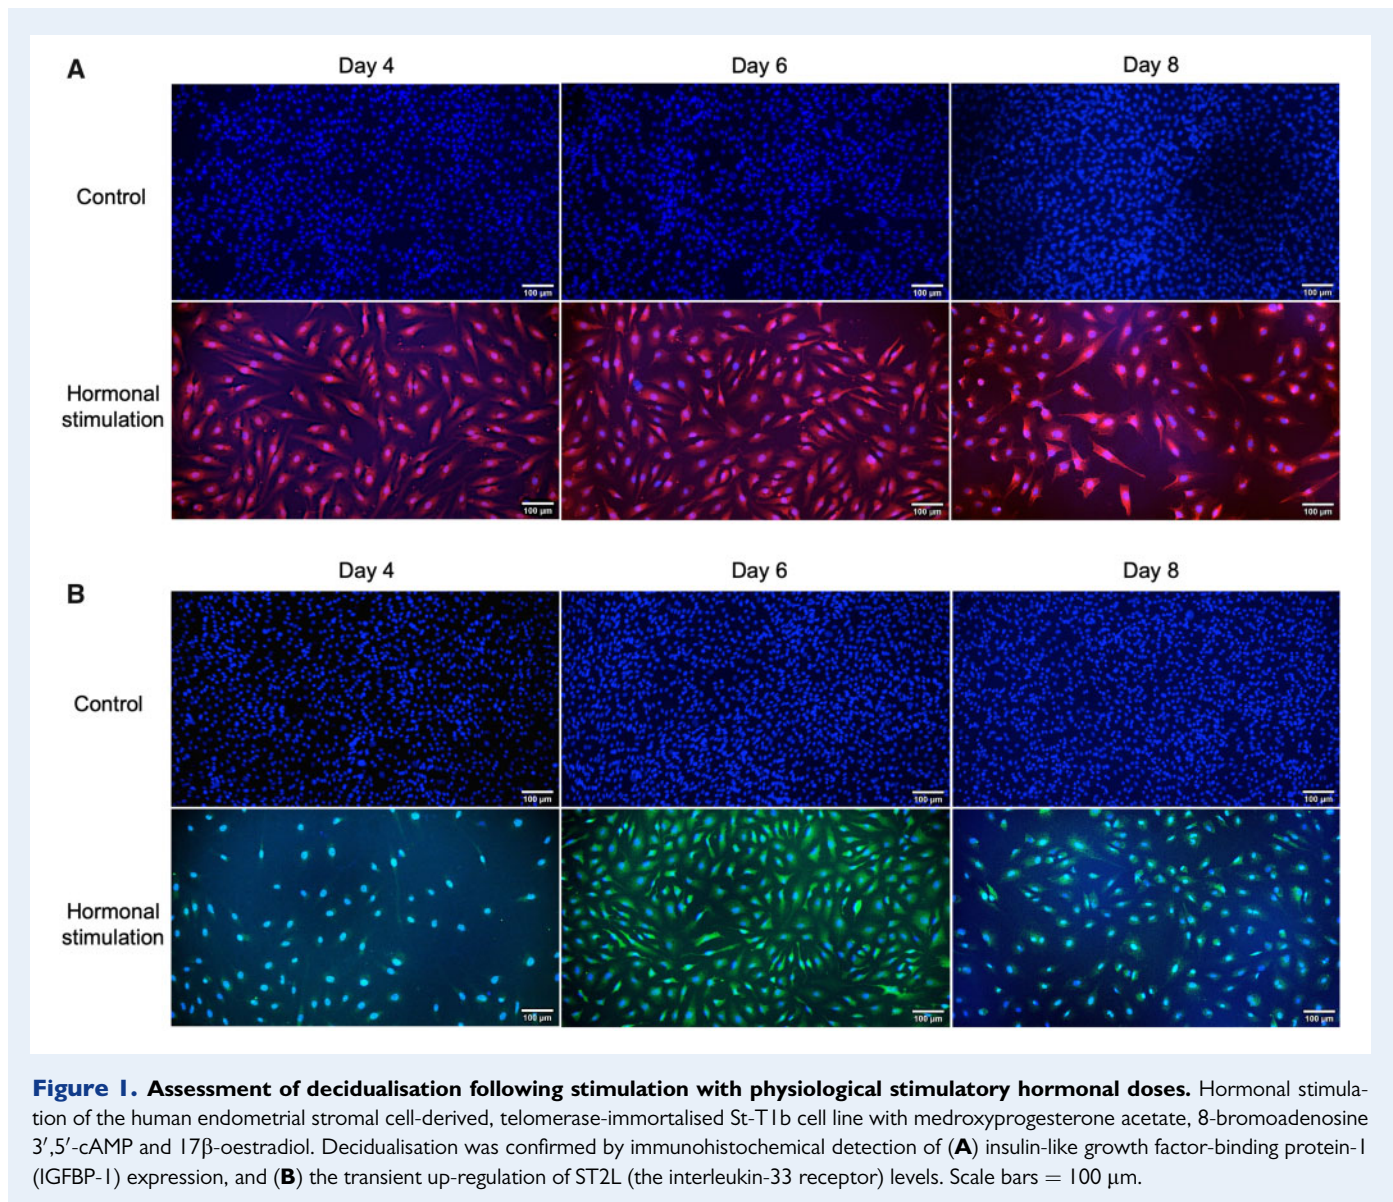 A
Day 4 Day 6 Day 8
Control
100 µm 100 µm 100 µm
Hormonal
stimulation
100 µm 100 µm 100 µm
B
Day 4 Day 6 Day 8
Control
100 µm 100 µm 100 µm
Hormonal
stimulation
100 µm 100 µm 100 µm
Figure 1. Assessment of decidualisation following stimulation with physiological stimulatory hormonal doses. Hormonal stimula-
tion of the human endometrial stromal cell-derived, telomerase-immortalised St-T1b cell line with medroxyprogesterone acetate, 8-bromoadenosine
3′,5′-cAMP and 17β-oestradiol. Decidualisation was confirmed by immunohistochemical detection of (A) insulin-like growth factor-binding protein-1
(IGFBP-1) expression, and (B) the transient up-regulation of ST2L (the interleukin-33 receptor) levels. Scale bars = 100 µm.